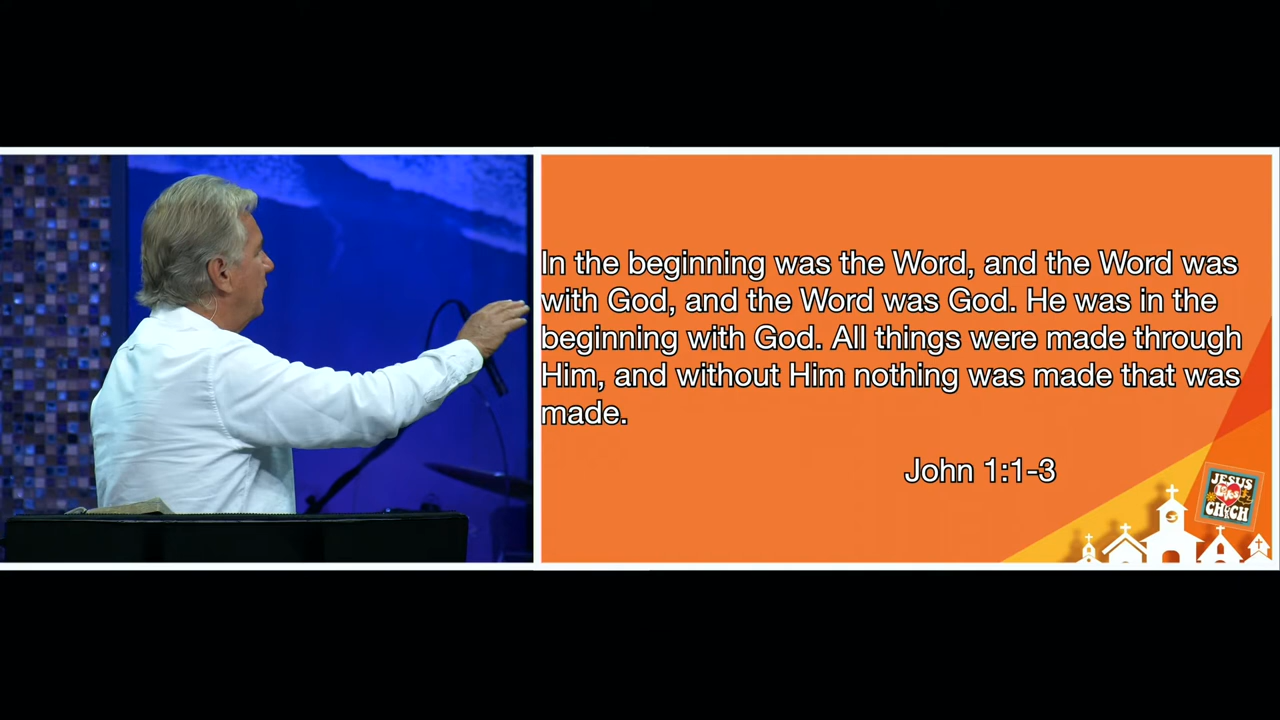 In the beginning was the Word, and the Word was
with God, and the Word was God. He was in the
beginning with God. All things were made through
Him, and without Him nothing was made that was
made.
John 1:1-3
JESUS
Loves
CHURCH